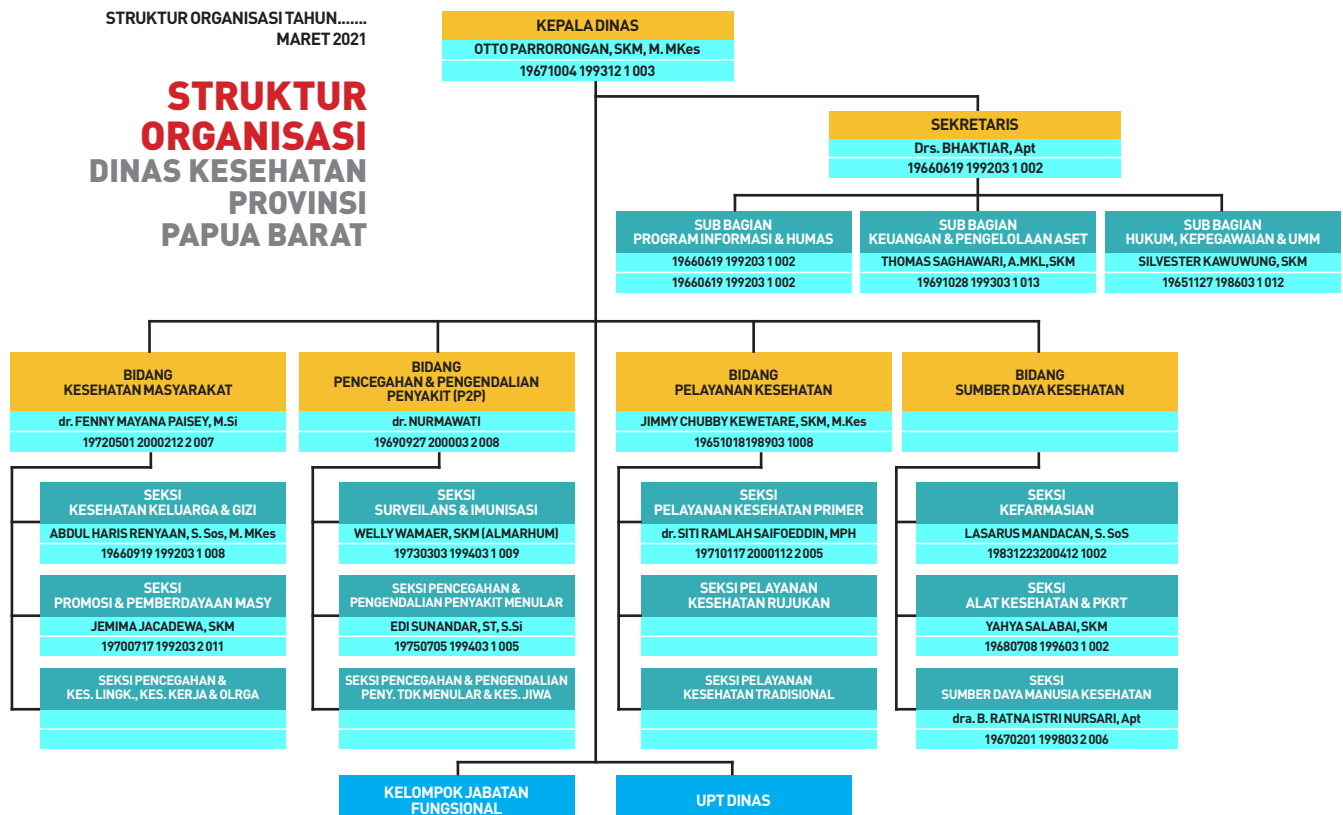 STRUKTUR ORGANISASI TAHUN.......
MARET 2021
STRUKTUR
ORGANISASI
DINAS KESEHATAN
PROVINSI
PAPUA BARAT
KEPALA DINAS
OTTO PARRORONGAN, SKM, M. MKes
19671004 199312 1 003
SEKRETARIS
Drs. BHAKTIAR, Apt
19660619 199203 1 002
SUB BAGIAN
PROGRAM INFORMASI & HUMAS
19660619 199203 1 002
19660619 199203 1 002
SUB BAGIAN
KEUANGAN & PENGELOLAAN ASET
THOMAS SAGHAWARI, A.MKL,SKM
19691028 199303 1 013
SUB BAGIAN
HUKUM, KEPEGAWAIAN & UMM
SILVESTER KAWUWUNG, SKM
19651127 198603 1 012
BIDANG
KESEHATAN MASYARAKAT
dr. FENNY MAYANA PAISEY, M.Si
19720501 2000212 2 007
SEKSI
KESEHATAN KELUARGA & GIZI
ABDUL HARIS RENYAAN, S. Sos, M. MKes
19660919 199203 1 008
SEKSI
PROMOSI & PEMBERDAYAAN MASY
JEMIMA JACADEWA, SKM
19700717 199203 2 011
SEKSI PENCEGAHAN &
KES. LINGK., KES. KERJA & OLRGA
BIDANG
PENCEGAHAN & PENGENDALIAN
PENYAKIT (P2P)
dr. NURMAWATI
19690927 200003 2 008
SEKSI
SURVEILANS & IMUNISASI
WELLY WAMAER, SKM (ALMARHUM)
19730303 199403 1 009
SEKSI PENCEGAHAN &
PENGENDALIAN PENYAKIT MENULAR
EDI SUNANDAR, ST, S.Si
19750705 199403 1 005
SEKSI PENCEGAHAN & PENGENDALIAN
PENY. TDK MENULAR & KES. JIWA
BIDANG
PELAYANAN KESEHATAN
JIMMY CHUBBY KEWETARE, SKM, M.Kes
19651018198903 1008
SEKSI
PELAYANAN KESEHATAN PRIMER
dr. SITI RAMLAH SAIFOEDDIN, MPH
19710117 2000112 2 005
SEKSI PELAYANAN
KESEHATAN RUJUKAN
SEKSI PELAYANAN
KESEHATAN TRADISIONAL
BIDANG
SUMBER DAYA KESEHATAN
SEKSI
KEFARMASIAN
LASARUS MANDACAN, S. SoS
19831223200412 1002
SEKSI
ALAT KESEHATAN & PKRT
YAHYA SALABAI, SKM
19680708 199603 1 002
SEKSI
SUMBER DAYA MANUSIA KESEHATAN
dra. B. RATNA ISTRI NURSARI, Apt
19670201 199803 2 006
KELOMPOK JABATAN
FUNGSIONAL
UPT DINAS